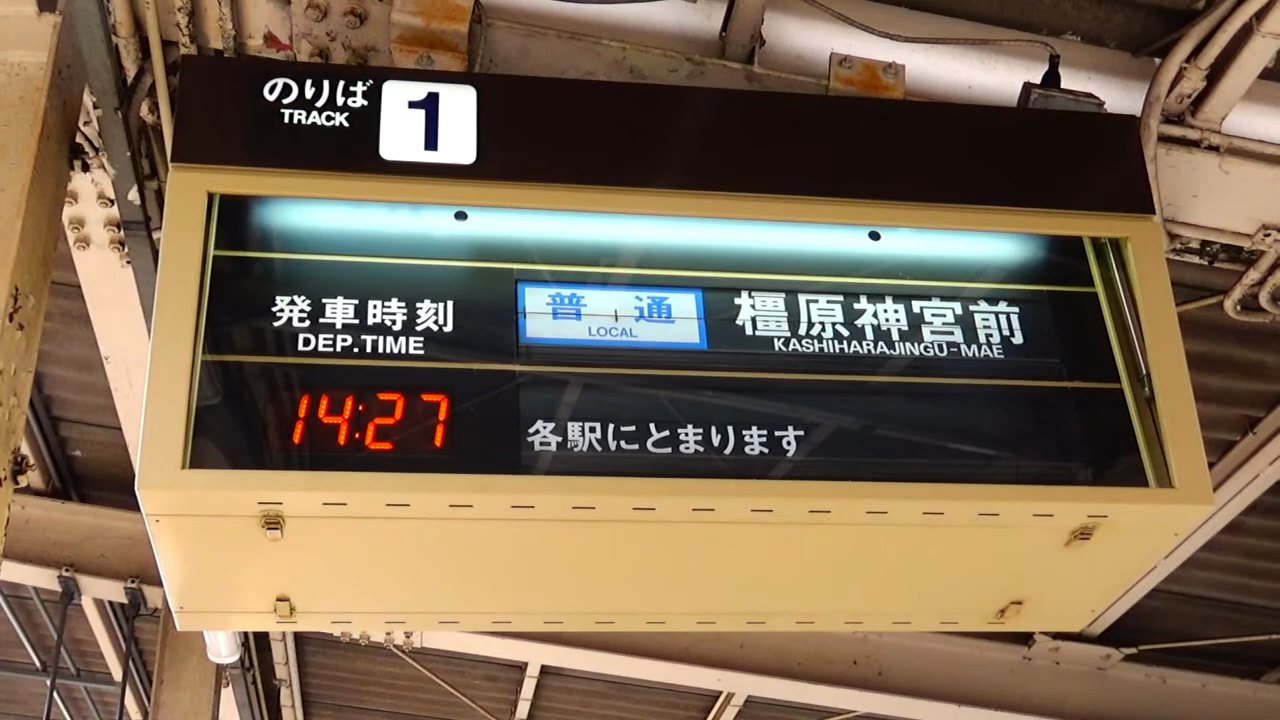 のりば
TRACK
1
発車時刻
DEP.TIME
普通
LOCAL
橿原神宮前
KASHIHARAJINGU-MAE
14:27
各駅にとまります